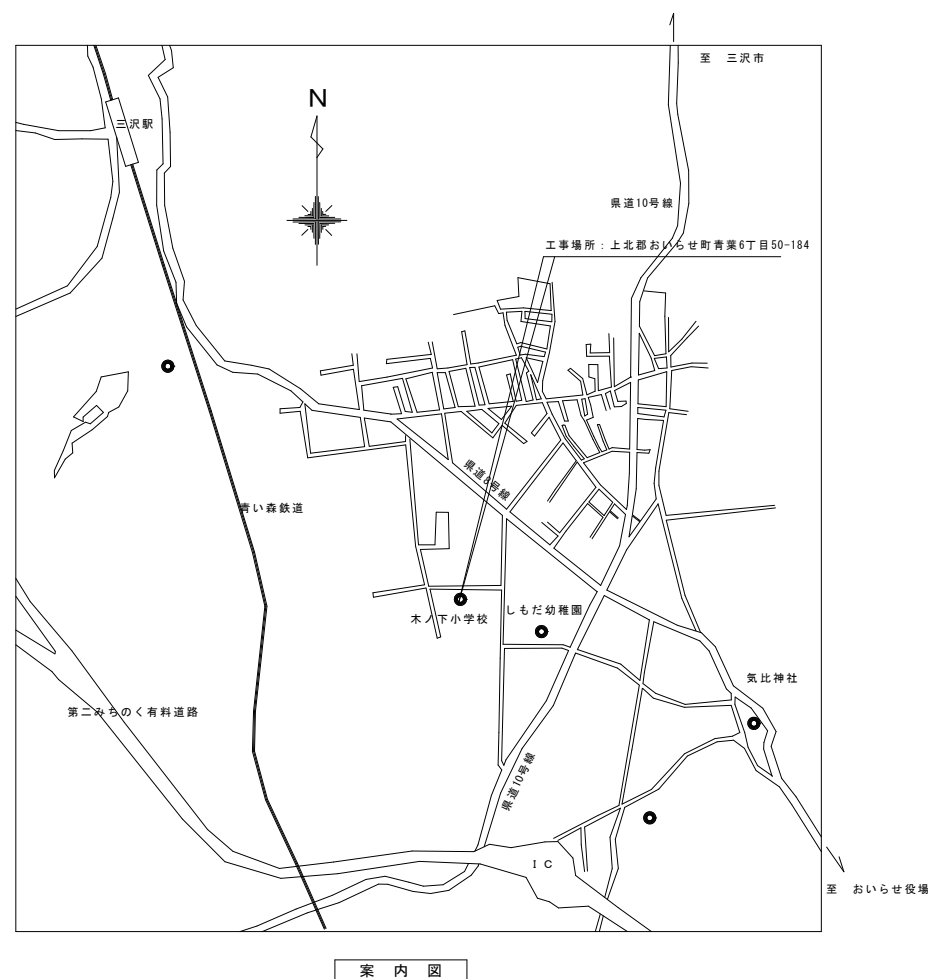 至 三沢市
三沢駅
N
県道10号線
工事場所：上北郡おいらせ町青葉6丁目50-184
県道8号線
青い森鉄道
木ノ下小学校
しもだ幼稚園
気比神社
第二みちのく有料道路
県道10号線
IC
至 おいらせ役場
案内図